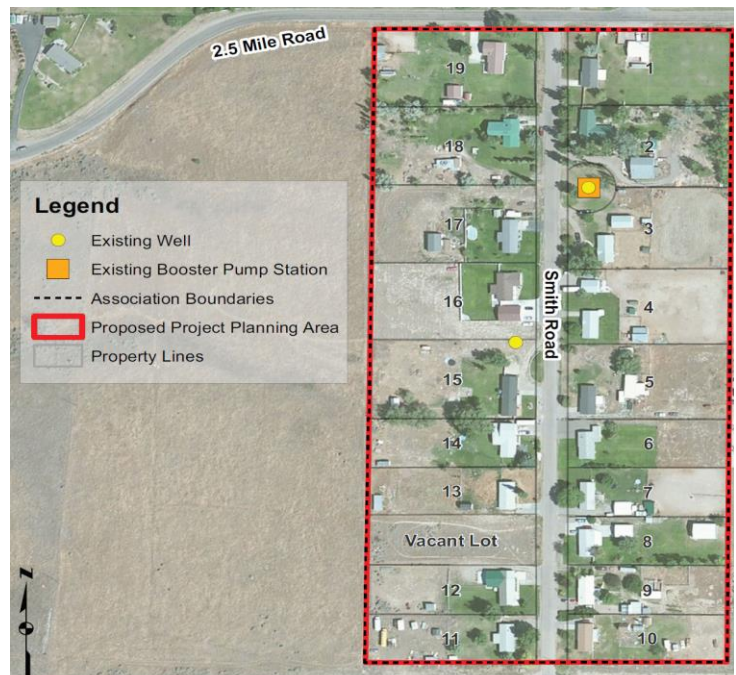 2.5 Mile Road
19
1
18
2
Legend
Existing Well
Existing Booster Pump Station
Association Boundaries
Proposed Project Planning Area
Property Lines
17
3
16
Smith Road
4
15
5
14
6
13
7
Vacant Lot
8
12
9
11
10
N